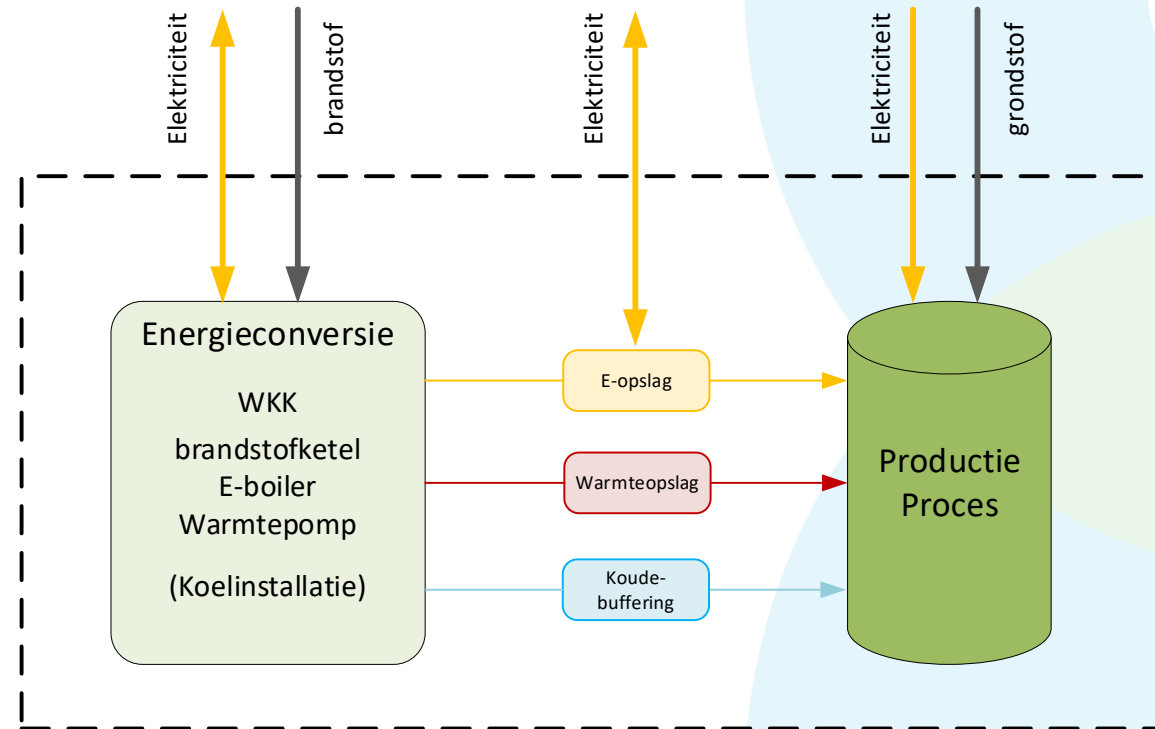 Elektriciteit
brandstof
Elektriciteit
Elektriciteit
grondstof
Energieconversie
WKK
brandstofketel
E-boiler
Warmtepomp
(Koelinstallatie)
E-opslag
Warmteopslag
Koude-
buffering
Productie
Proces